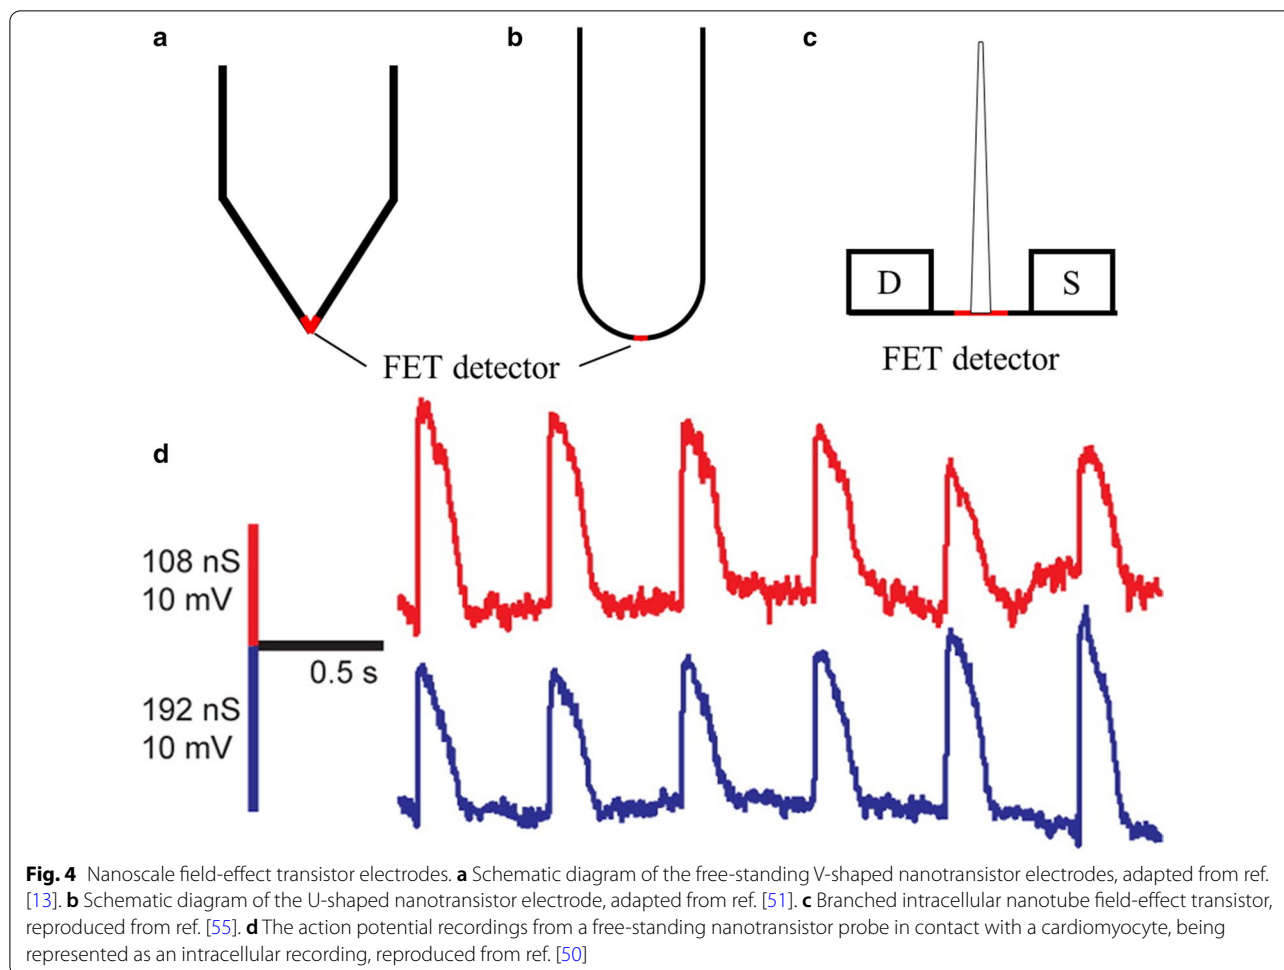 a
b
c
D
S
FET detector
FET detector
d
108 nS
10 mV
0.5 s
192 nS
10 mV
Fig. 4 Nanoscale field-effect transistor electrodes. a Schematic diagram of the free-standing V-shaped nanotransistor electrodes, adapted from ref.
[13]. b Schematic diagram of the U-shaped nanotransistor electrode, adapted from ref. [51]. c Branched intracellular nanotube field-effect transistor,
reproduced from ref. [55]. d The action potential recordings from a free-standing nanotransistor probe in contact with a cardiomyocyte, being
represented as an intracellular recording, reproduced from ref. [50]